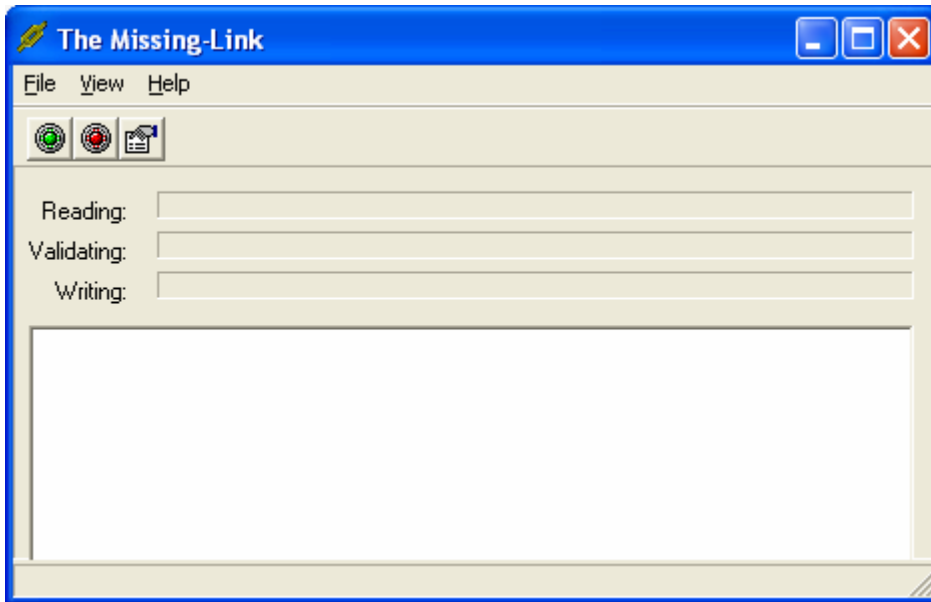 The Missing-Link
File View Help
Reading:
Validating:
Writing: